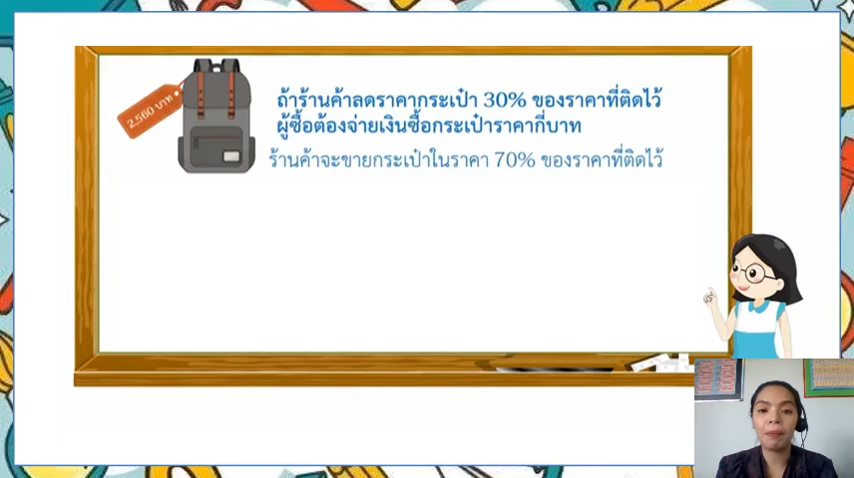 2,560 บาท
ถ้าร้านค้าลดราคากระเป๋า 30% ของราคาที่ติดไว้
ผู้ซื้อต้องจ่ายเงินซื้อกระเป๋าราคากี่บาท
ร้านค้าจะขายกระเป๋าในราคา 70% ของราคาที่ติดไว้